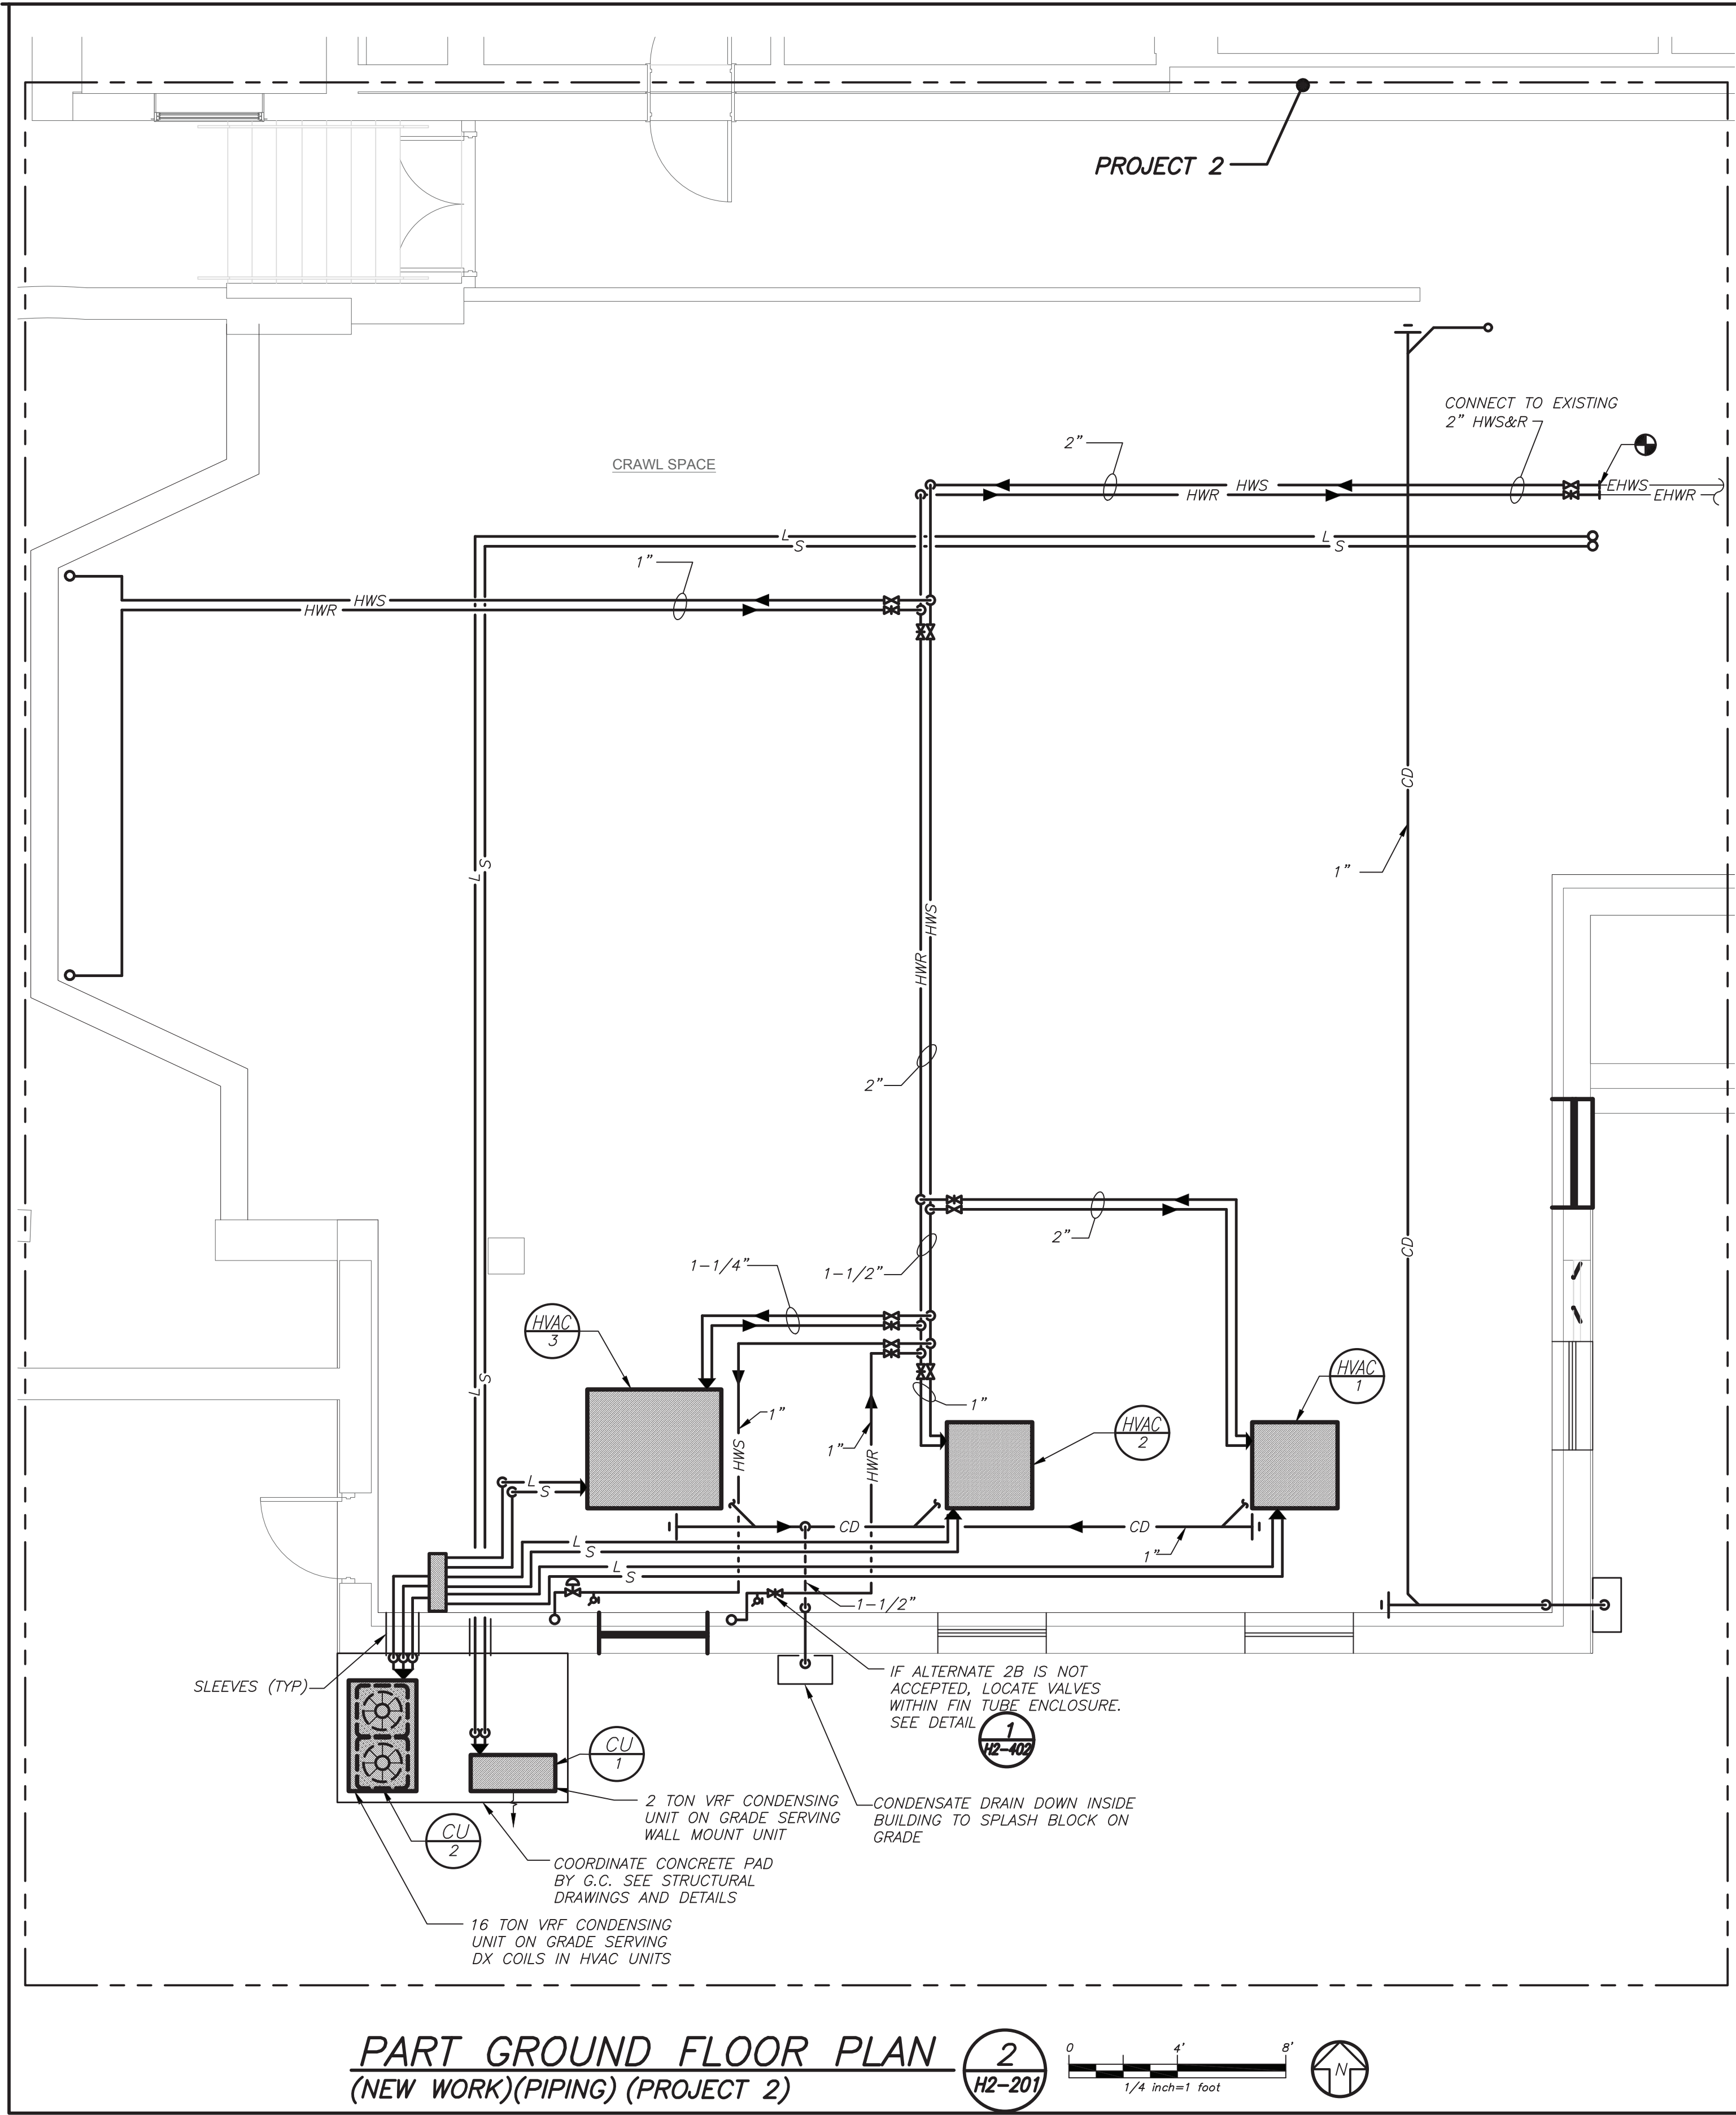 PROJECT 2
CONNECT TO EXISTING
2" HWS&R
2"
CRAWL SPACE
HWS
HWR
EHWS
EHWR
L
S
L
S
1"
HWS
HWR
CD
1"
L
S
HWS
HWR
2"
2"
1-1/4"
1-1/2"
CD
HVAC
3
HVAC
1
L
S
1"
1"
1"
HVAC
2
HWS
HWR
L
S
CD
CD
1"
L
S
L
S
1-1/2"
SLEEVES (TYP)
IF ALTERNATE 2B IS NOT
ACCEPTED, LOCATE VALVES
WITHIN FIN TUBE ENCLOSURE.
SEE DETAIL
1
H2-402
CU
1
2 TON VRF CONDENSING
UNIT ON GRADE SERVING
WALL MOUNT UNIT
CONDENSATE DRAIN DOWN INSIDE
BUILDING TO SPLASH BLOCK ON
GRADE
CU
2
COORDINATE CONCRETE PAD
BY G.C. SEE STRUCTURAL
DRAWINGS AND DETAILS
16 TON VRF CONDENSING
UNIT ON GRADE SERVING
DX COILS IN HVAC UNITS
PART GROUND FLOOR PLAN
(NEW WORK)(PIPING) (PROJECT 2)
2
H2-201
0 4' 8'
1/4 inch=1 foot
N